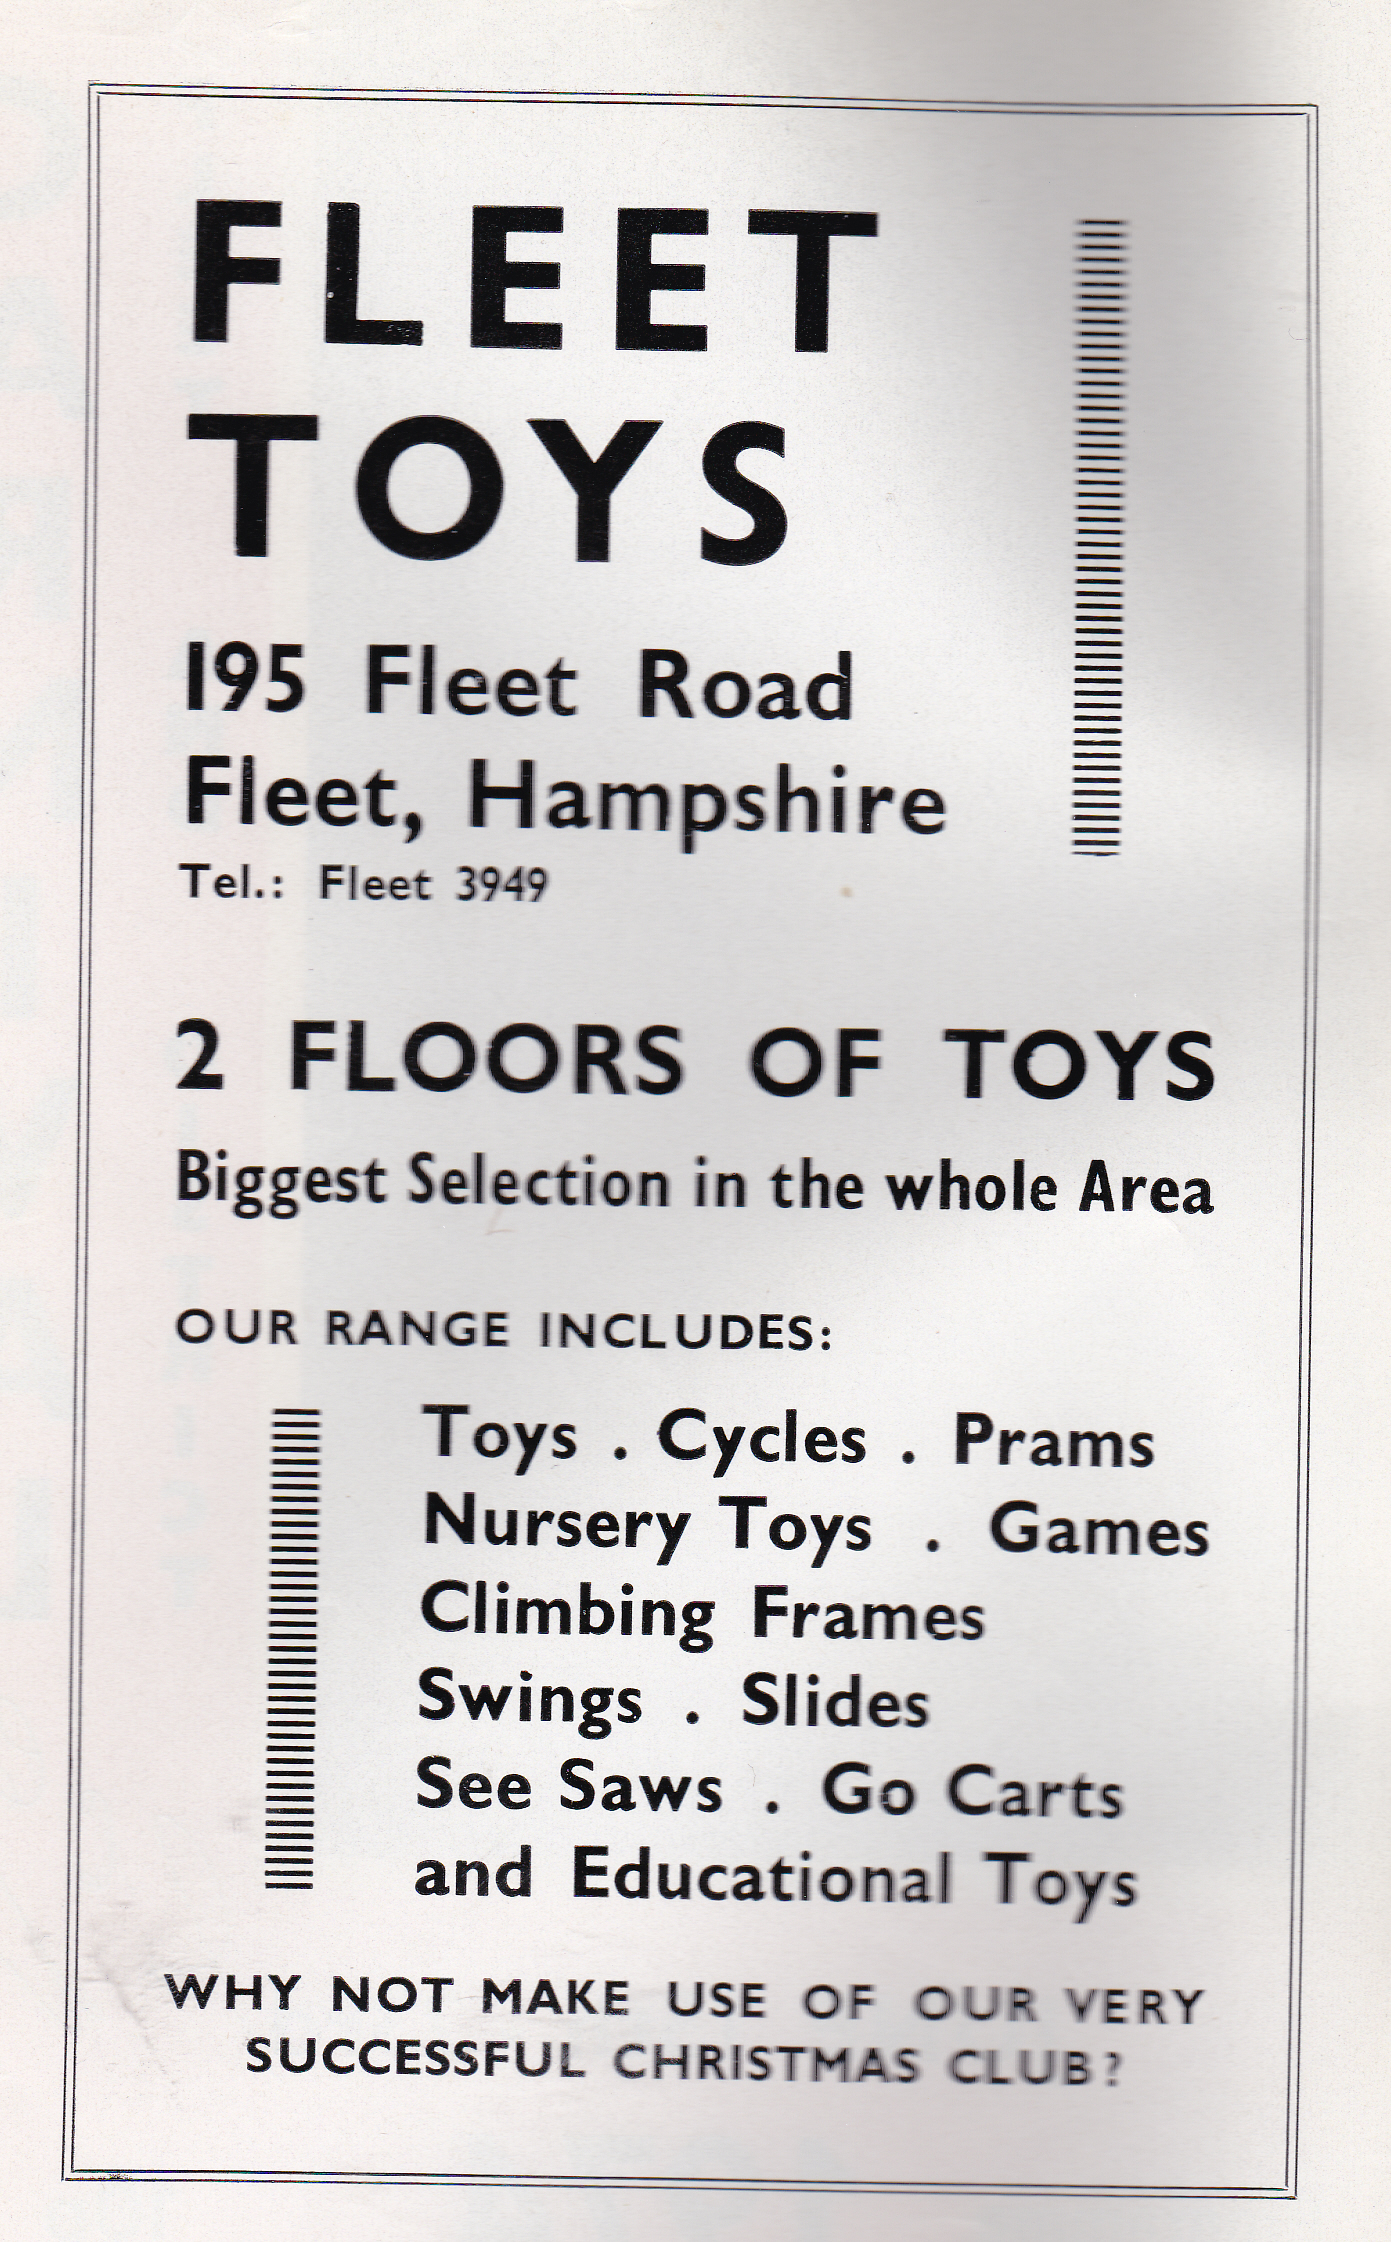 FLEET
TOYS
195 Fleet Road
Fleet, Hampshire
Tel.: Fleet 3949
2 FLOORS OF TOYS
Biggest Selection in the whole Area
OUR RANGE INCLUDES:
Toys . Cycles . Prams
Nursery Toys . Games
Climbing Frames
Swings . Slides
See Saws . Go Carts
and Educational Toys
WHY NOT MAKE USE OF OUR VERY
SUCCESSFUL CHRISTMAS CLUB?